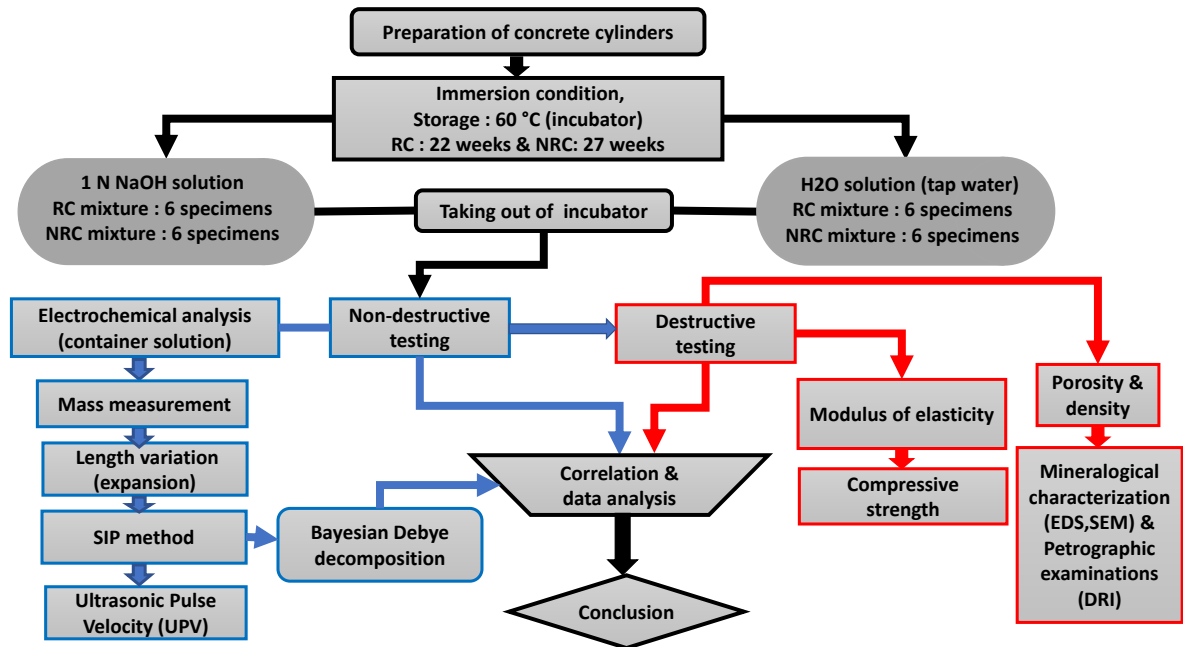 Preparation of concrete cylinders
Immersion condition,
Storage : 60 °C (incubator)
RC : 22 weeks & NRC: 27 weeks
1 N NaOH solution
RC mixture : 6 specimens
NRC mixture : 6 specimens
Taking out of incubator
H2O solution (tap water)
RC mixture : 6 specimens
NRC mixture : 6 specimens
Electrochemical analysis
(container solution)
Non-destructive
testing
Destructive
testing
Mass measurement
Length variation
(expansion)
SIP method
Ultrasonic Pulse
Velocity (UPV)
Bayesian Debye
decomposition
Correlation &
data analysis
Conclusion
Modulus of elasticity
Compressive
strength
Porosity &
density
Mineralogical
characterization
(EDS,SEM) &
Petrographic
examinations
(DRI)